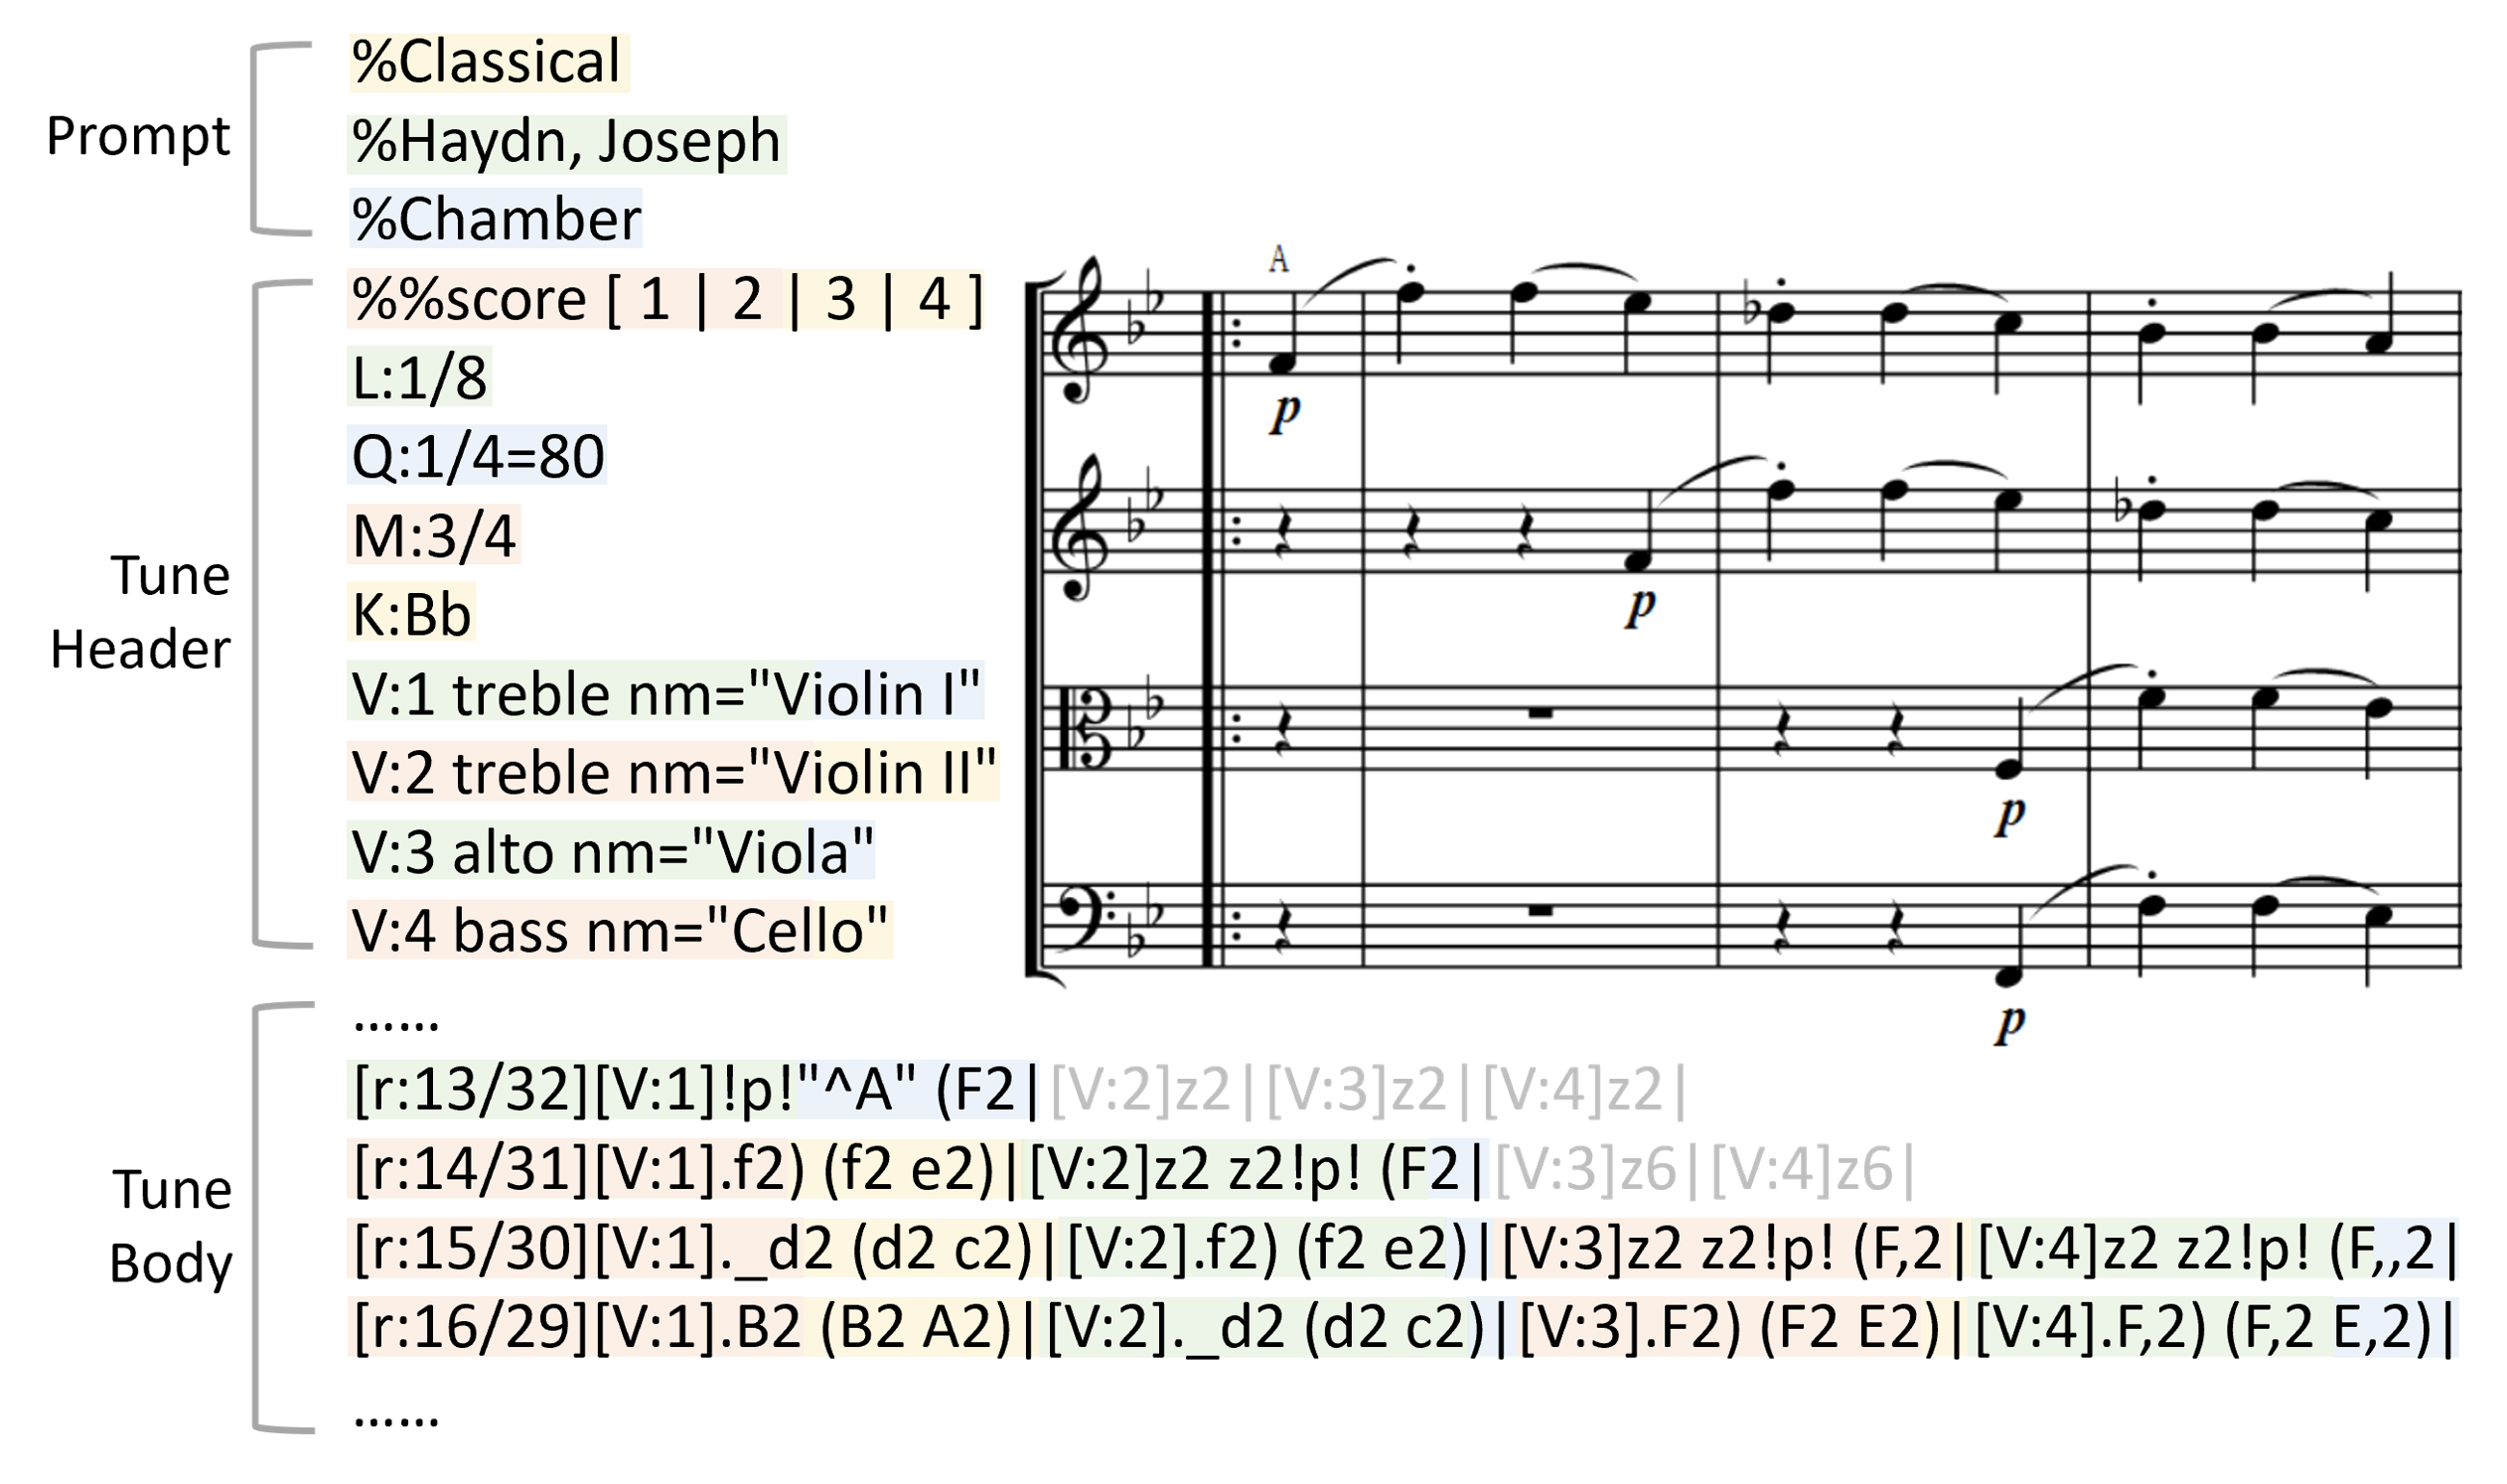 Prompt
%Classical
%Haydn, Joseph
%Chamber
Tune
Header
%%score [ 1 | 2 | 3 | 4 ]
L:1/8
Q:1/4=80
M:3/4
K:Bb
V:1 treble nm="Violin I"
V:2 treble nm="Violin II"
V:3 alto nm="Viola"
V:4 bass nm="Cello"
A
p
p
p
p
Tune
Body
……
[r:13/32][V:1]!p!"^A" (F2|[V:2]z2|[V:3]z2|[V:4]z2|
[r:14/31][V:1].f2) (f2 e2)|[V:2]z2 z2!p! (F2|[V:3]z6|[V:4]z6|
[r:15/30][V:1]._d2 (d2 c2)|[V:2].f2) (f2 e2)|[V:3]z2 z2!p! (F,2|[V:4]z2 z2!p! (F,,2|
[r:16/29][V:1].B2 (B2 A2)|[V:2]._d2 (d2 c2)|[V:3].F2) (F2 E2)|[V:4].F,2) (F,2 E,2)|
……